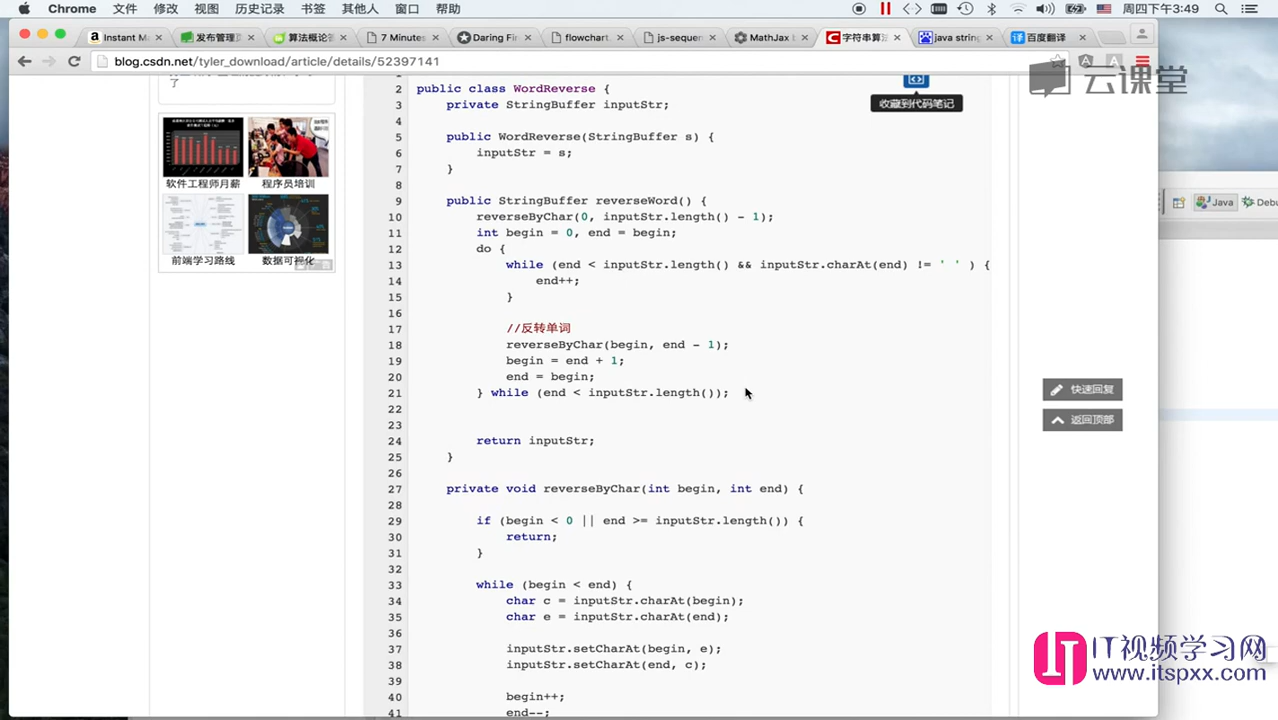 Chrome 文件 修改 视图 历史记录 书签 其他人 窗口 帮助 周四下午3:49
Instant M 发布管理 算法概论答 7 Minutes Daring Fi flowchart. js-sequen MathJax b 字符串算法 java string 百度翻译
blog.csdn.net/tyler_download/article/details/52397141
云课堂
了
收藏到代码笔记
软件工程师月薪 程序员培训
前端学习路线 数据可视化
1
2 public class WordReverse {
3 private StringBuffer inputStr;
4
5 public WordReverse(StringBuffer s) {
6 inputStr = s;
7 }
8
9 public StringBuffer reverseWord() {
10 reverseByChar(0, inputStr.length() - 1);
11 int begin = 0, end = begin;
12 do {
13 while (end < inputStr.length() && inputStr.charAt(end) != ' ' ) {
14 end++;
15 }
16
17 //反转单词
18 reverseByChar(begin, end - 1);
19 begin = end + 1;
20 end = begin;
21 } while (end < inputStr.length());
22
23
24 return inputStr;
25 }
26
27 private void reverseByChar(int begin, int end) {
28
29 if (begin < 0 || end >= inputStr.length()) {
30 return;
31 }
32
33 while (begin < end) {
34 char c = inputStr.charAt(begin);
35 char e = inputStr.charAt(end);
36
37 inputStr.setCharAt(begin, e);
38 inputStr.setCharAt(end, c);
39
40 begin++;
41 end--;
Java Debu
快速回复
返回顶部
IT视频学习网
www.itspxx.com